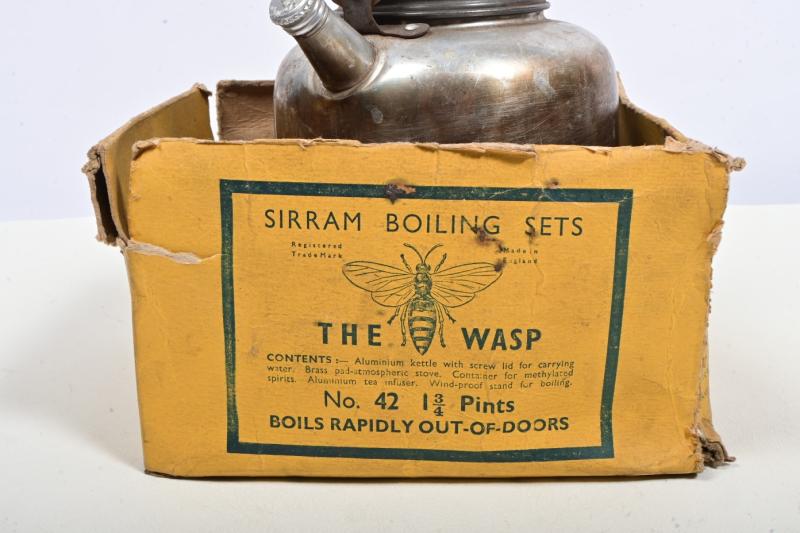 SIRRAM BOILING SETS
Registered
Trade Mark
Made in
England
THE WASP
CONTENTS :— Aluminium kettle with screw lid for carrying
water. Brass pad-atmospheric stove. Container for methylated
spirits. Aluminium tea infuser. Wind-proof stand for boiling.
No. 42 1¾ Pints
BOILS RAPIDLY OUT-OF-DOORS